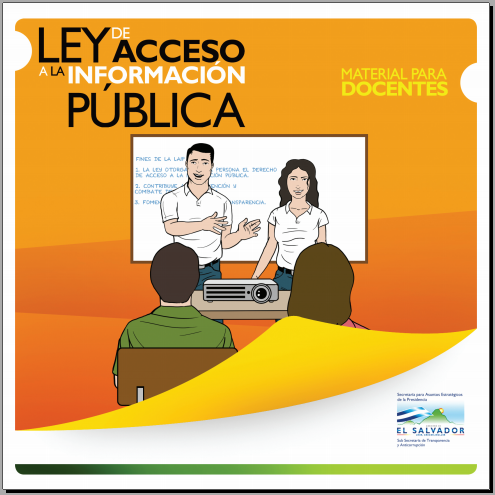 LEY DE ACCESO
A LA INFORMACIÓN
PÚBLICA
MATERIAL PARA
DOCENTES
FINES DE LA LAIP
1. LA LEY OTORGA PERSONA EL DERECHO
DE ACCESO A LA PÚBLICA.
2. CONTRIBUYE Y
COMBATE
3. FOMEN TRANSPARENCIA.
Secretaría para Asuntos Estratégicos
de la Presidencia
EL SALVADOR
Sub Secretaría de Transparencia
y Anticorrupción